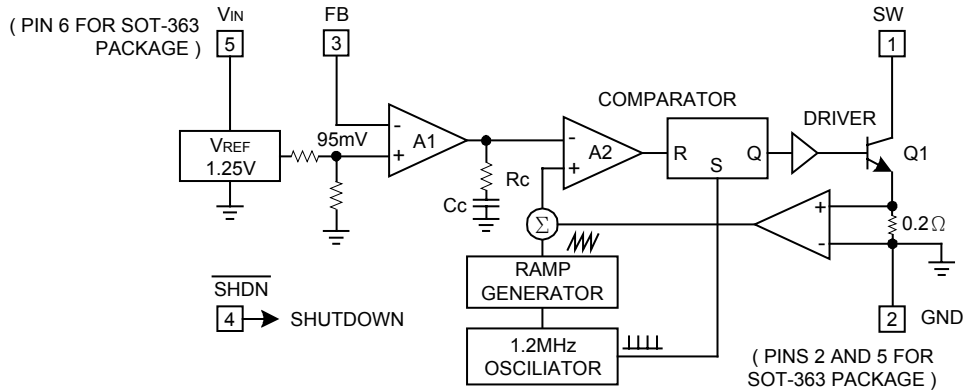 ( PIN 6 FOR SOT-363
PACKAGE )
VIN
5
FB
3
SW
1
COMPARATOR
DRIVER
VREF
1.25V
95mV
-
+
A1
-
+
A2
R
Q
S
Q1
Rc
Cc
Σ
+
-
0.2Ω
RAMP
GENERATOR
SHDN
4
SHUTDOWN
1.2MHz
OSCILIATOR
2
GND
( PINS 2 AND 5 FOR
SOT-363 PACKAGE )